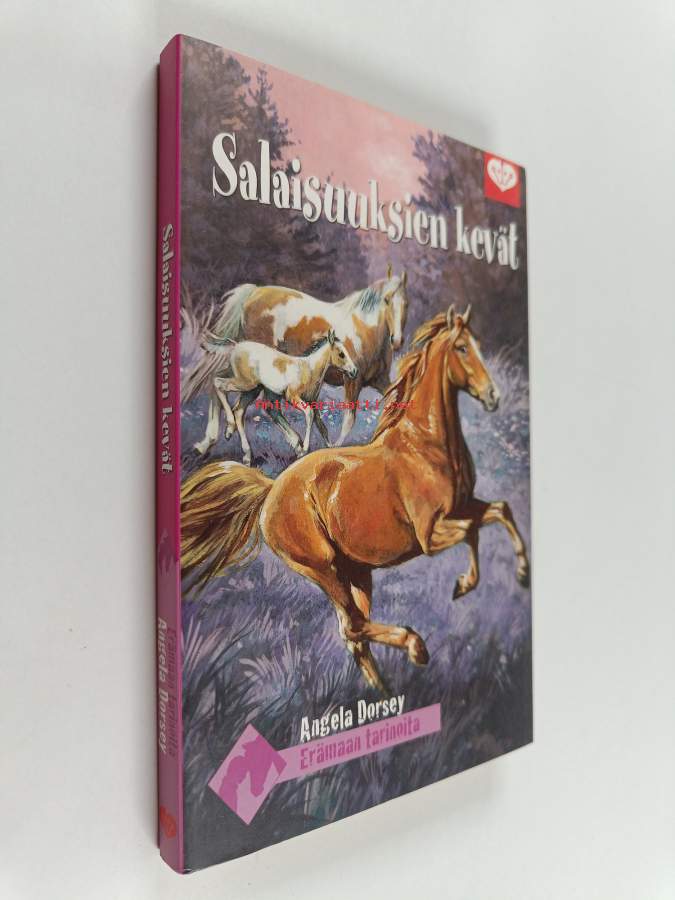 Salaisuuksien kevät
Angela Dorsey
Erämaan tarinoita
Salaisuuksien kevät
Erämaan tarinoita
Angela Dorsey
Antikvariaatti.net